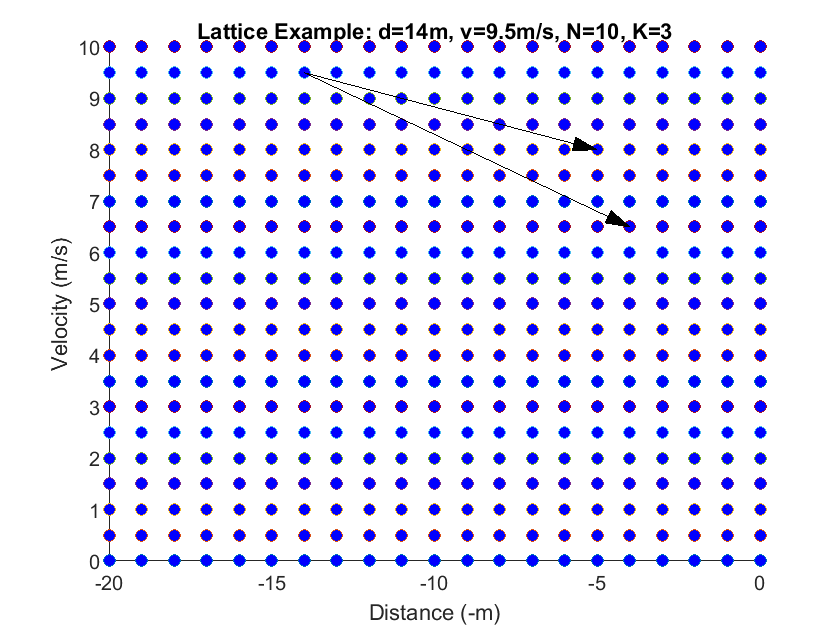 Lattice Example: d=14m, v=9.5m/s, N=10, K=3
10
9
8
7
6
5
4
3
2
1
0
Velocity (m/s)
-20 -15 -10 -5 0
Distance (-m)